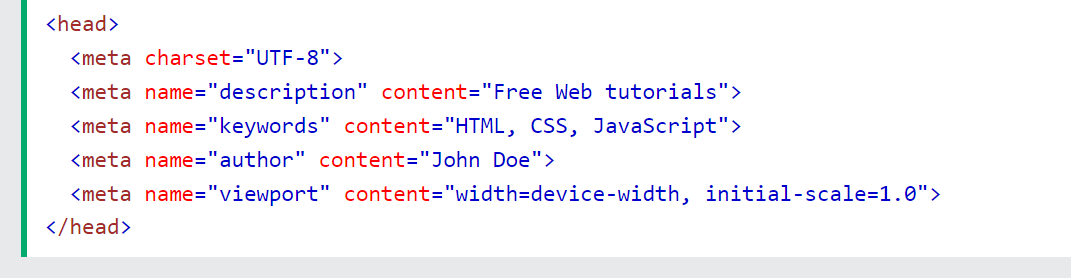 <head>
  <meta charset="UTF-8">
  <meta name="description" content="Free Web tutorials">
  <meta name="keywords" content="HTML, CSS, JavaScript">
  <meta name="author" content="John Doe">
  <meta name="viewport" content="width=device-width, initial-scale=1.0">
</head>